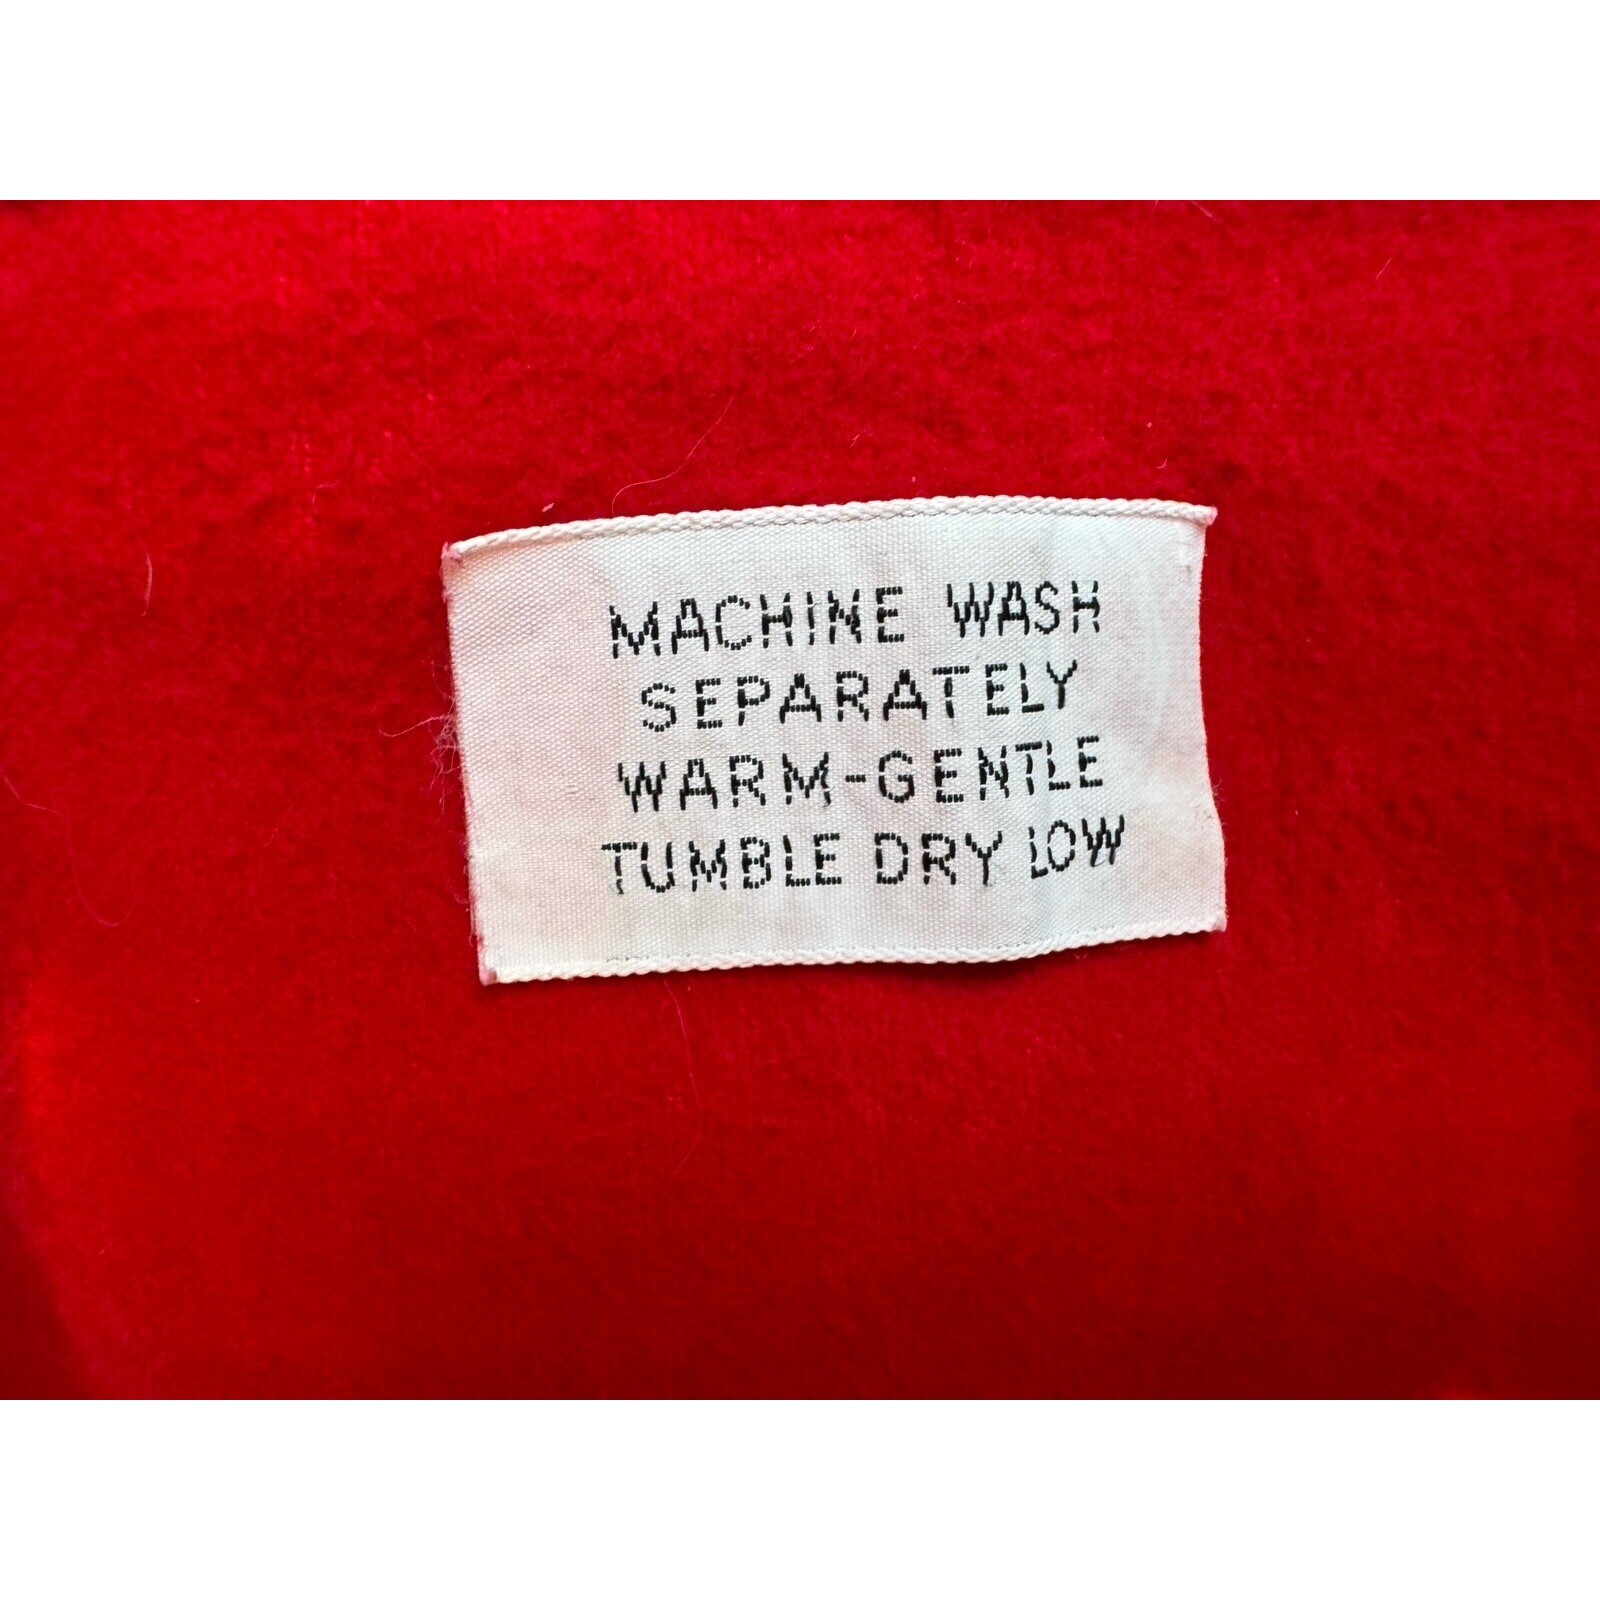 MACHINE WASH
SEPARATELY
WARM-GENTLE
TUMBLE DRY LOW